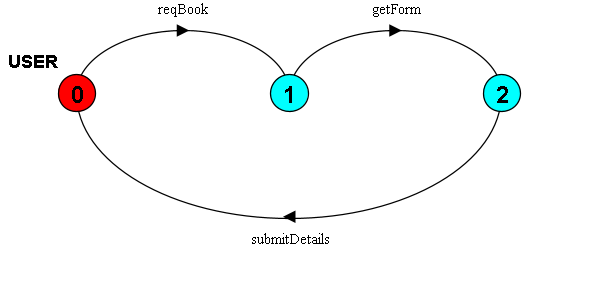 reqBook
getForm
USER
0
1
2
submitDetails